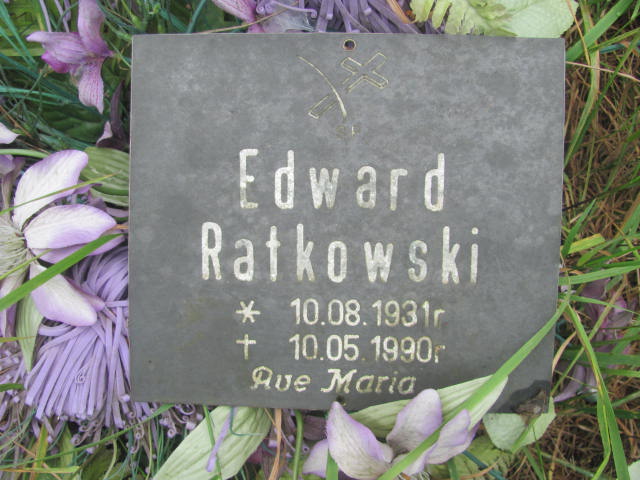 Edward
Ratkowski
* 10.08.1931r
† 10.05.1990r
Ave Maria